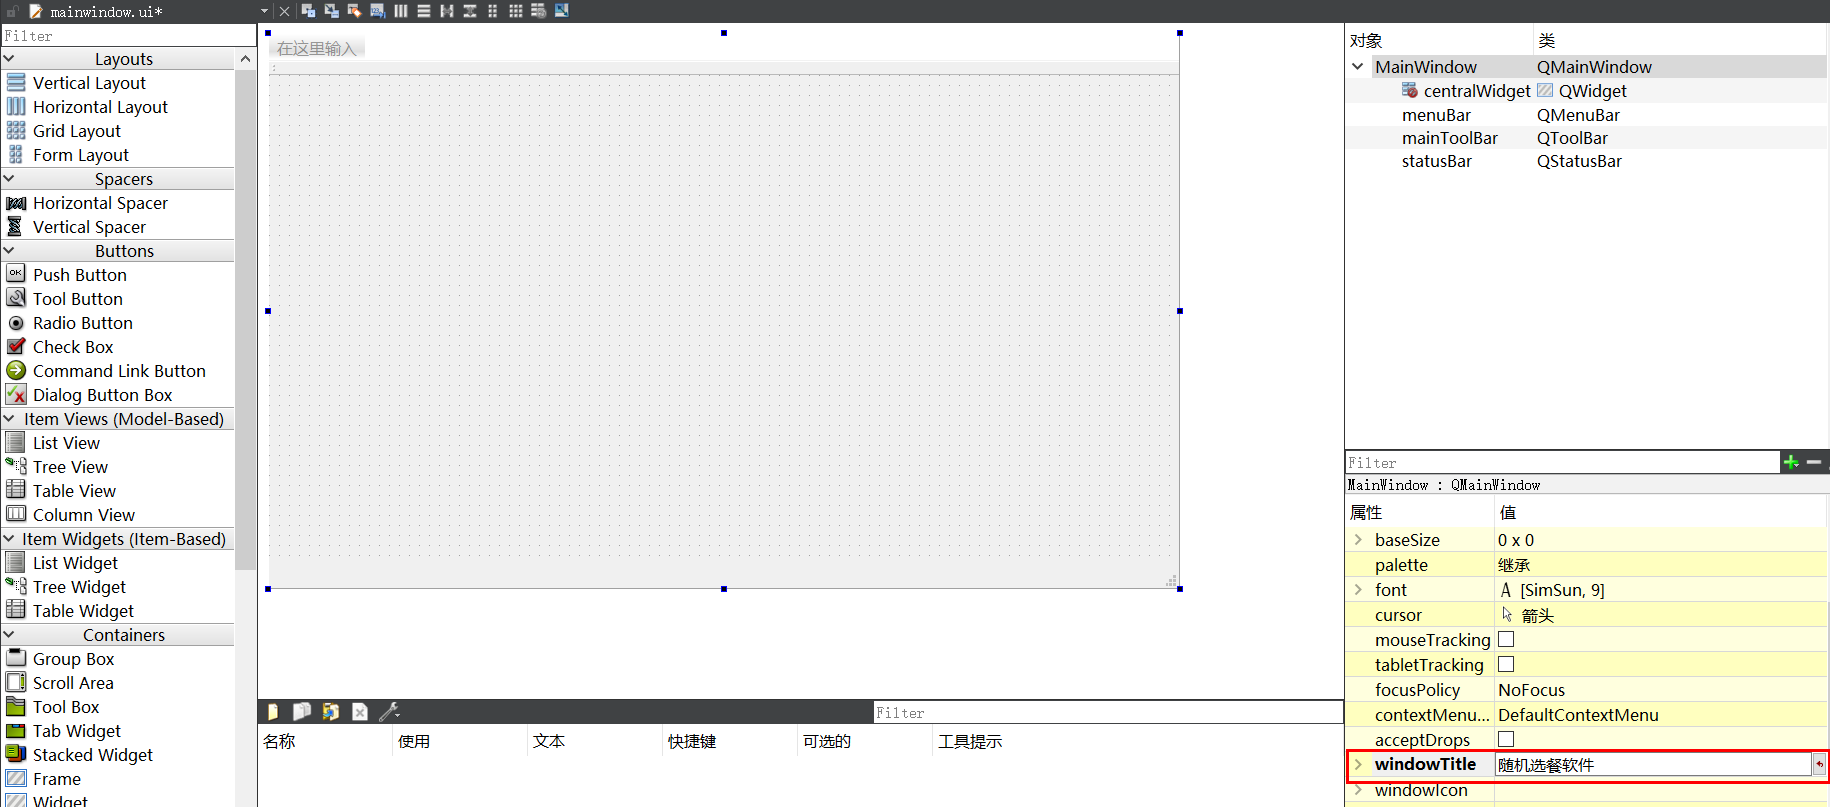 mainwindow.ui*
Filter
Layouts
Vertical Layout
Horizontal Layout
Grid Layout
Form Layout
Spacers
Horizontal Spacer
Vertical Spacer
Buttons
OK
Push Button
Tool Button
Radio Button
Check Box
Command Link Button
Dialog Button Box
Item Views (Model-Based)
List View
Tree View
Table View
Column View
Item Widgets (Item-Based)
List Widget
Tree Widget
Table Widget
Containers
Group Box
Scroll Area
Tool Box
Tab Widget
Stacked Widget
Frame
Widget
在这里输入
Filter
名称 使用 文本 快捷键 可选的 工具提示
对象 类
MainWindow QMainWindow
centralWidget QWidget
menuBar QMenuBar
mainToolBar QToolBar
statusBar QStatusBar
Filter
MainWindow : QMainWindow
属性 值
baseSize 0 x 0
palette 继承
font A [SimSun, 9]
cursor 箭头
mouseTracking
tabletTracking
focusPolicy NoFocus
contextMenu... DefaultContextMenu
acceptDrops
windowTitle 随机选餐软件
windowIcon